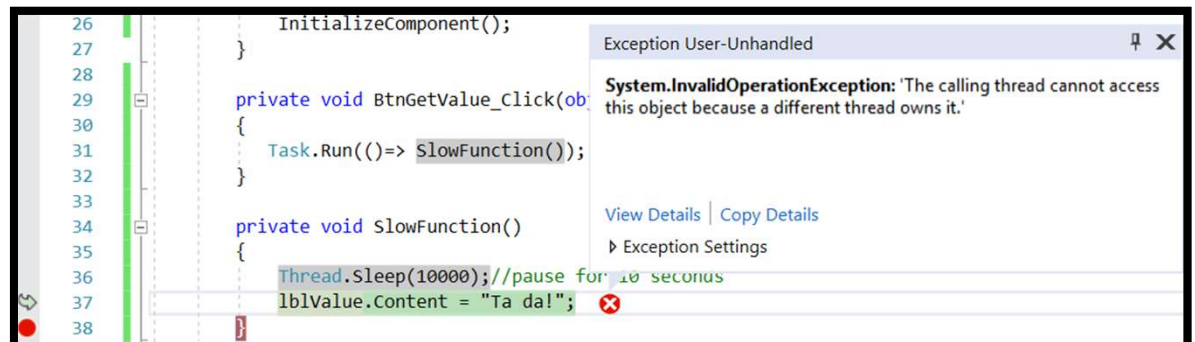 26 InitializeComponent();
27 }
28
29 private void BtnGetValue_Click(ob
30 {
31 Task.Run(()=> SlowFunction());
32 }
33
34 private void SlowFunction()
35 {
36 Thread.Sleep(10000);//pause for 10 seconds
37 lblValue.Content = "Ta da!";
38 }
Exception User-Unhandled
System.InvalidOperationException: 'The calling thread cannot access
this object because a different thread owns it.'
View Details | Copy Details
Exception Settings